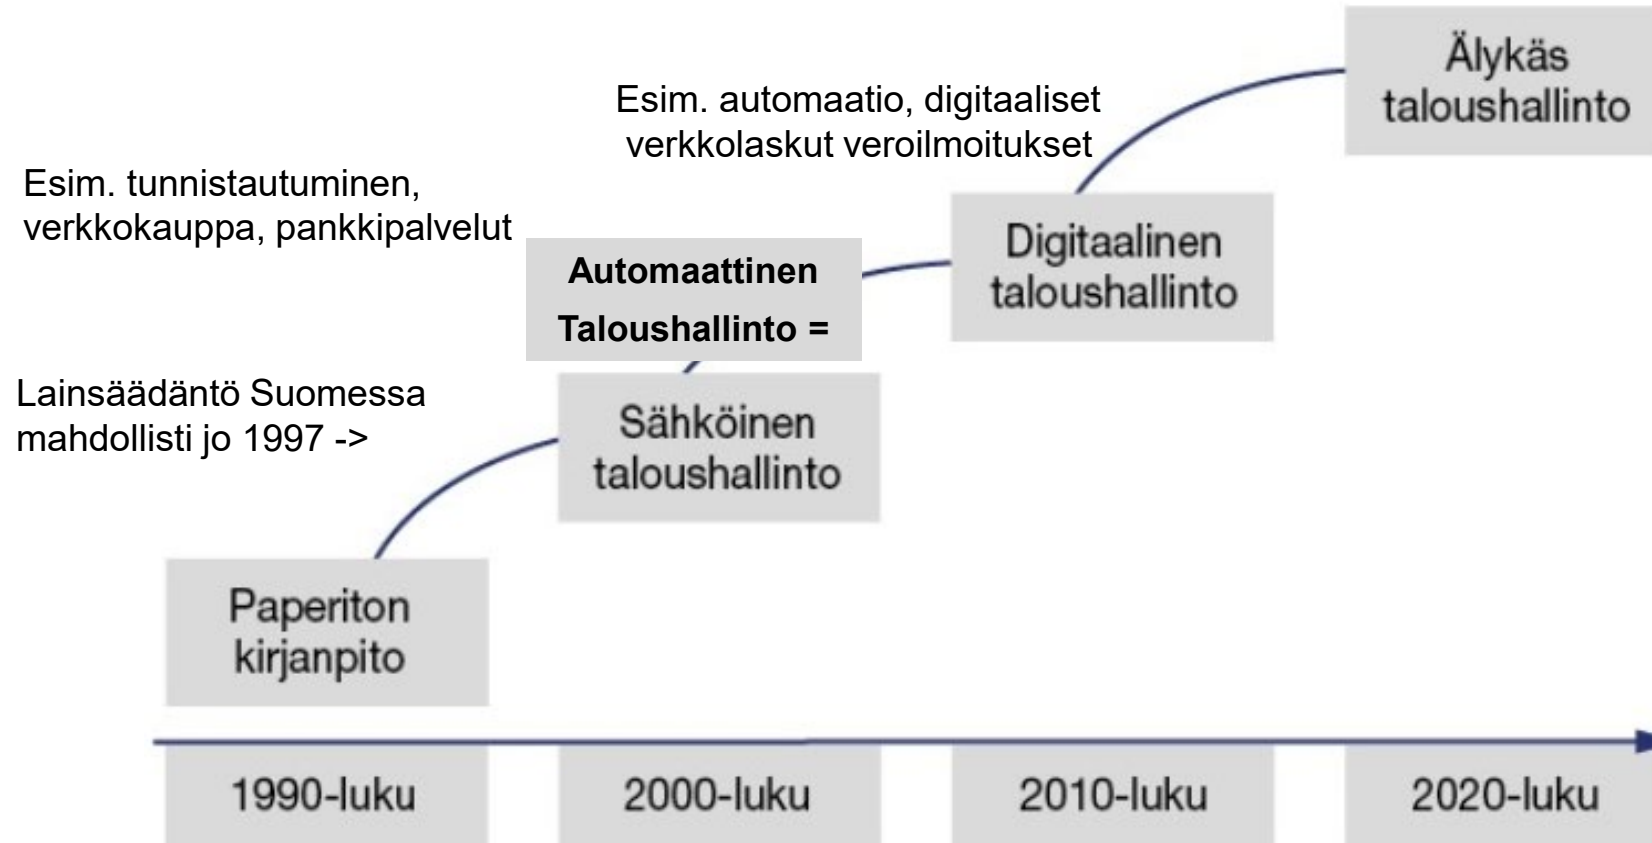 Älykäs
taloushallinto
Esim. automaatio, digitaaliset
verkkolaskut veroilmoitukset
Esim. tunnistautuminen,
verkkokauppa, pankkipalvelut
Digitaalinen
taloushallinto
Automaattinen
Taloushallinto =
Lainsäädäntö Suomessa
mahdollisti jo 1997 ->
Sähköinen
taloushallinto
Paperiton
kirjanpito
1990-luku
2000-luku
2010-luku
2020-luku